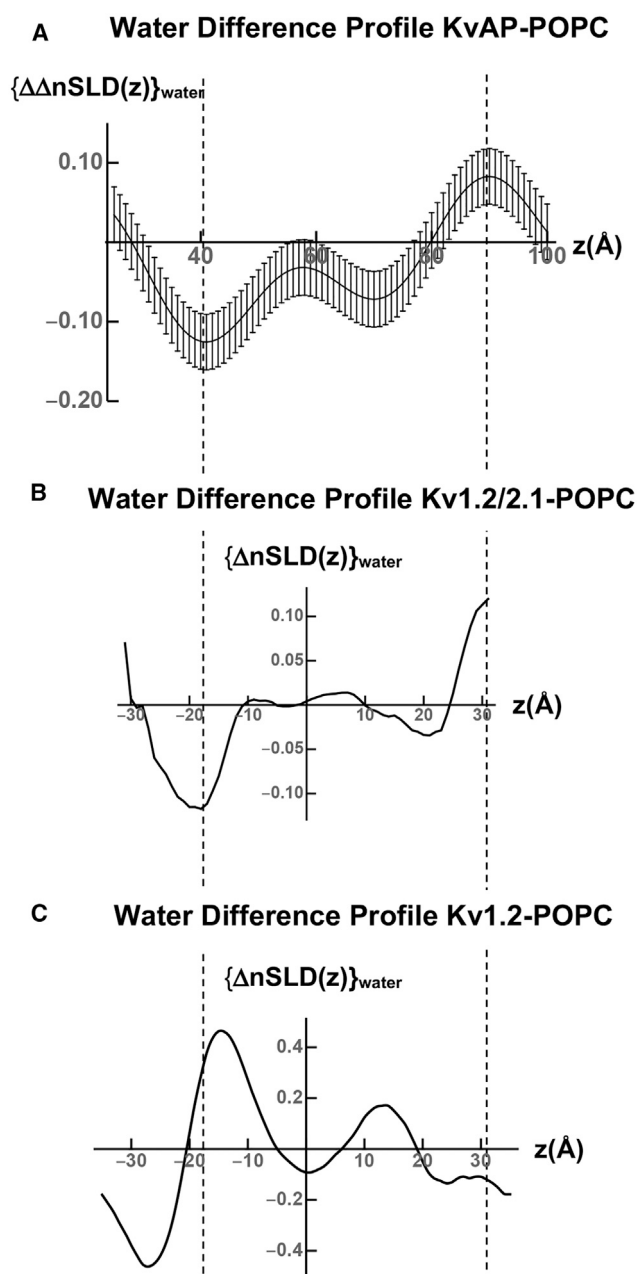 A
Water Difference Profile KvAP-POPC
{ΔΔnSLD(z)}water
0.10
40 60 80 100 z(Å)
−0.10
−0.20
B
Water Difference Profile Kv1.2/2.1-POPC
{ΔnSLD(z)}water
0.10
0.05
−30 −20 −10 10 20 30 z(Å)
−0.05
−0.10
C
Water Difference Profile Kv1.2-POPC
{ΔnSLD(z)}water
0.4
0.2
−30 −20 −10 10 20 30 z(Å)
−0.2
−0.4